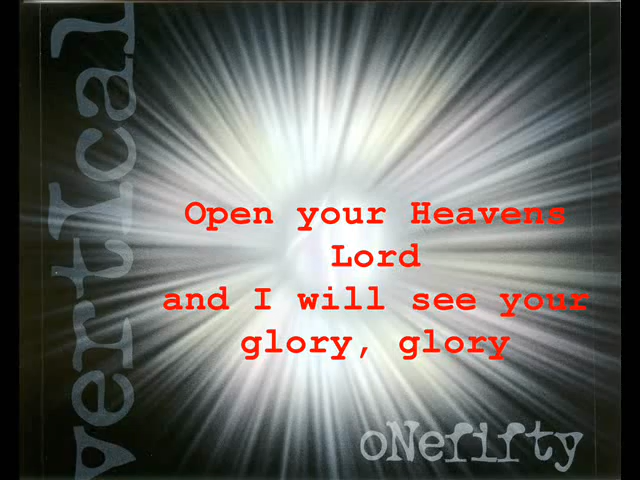 vertIcal
Open your Heavens
Lord
and I will see your
glory, glory
oNefifty